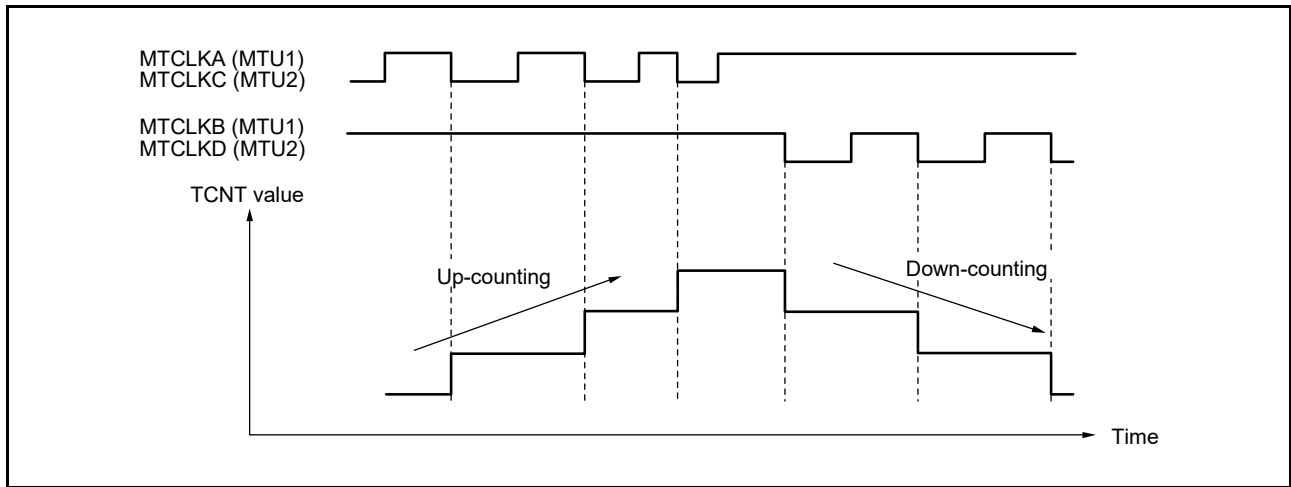 MTCLKA (MTU1)
MTCLKC (MTU2)
MTCLKB (MTU1)
MTCLKD (MTU2)
TCNT value
Up-counting
Down-counting
Time